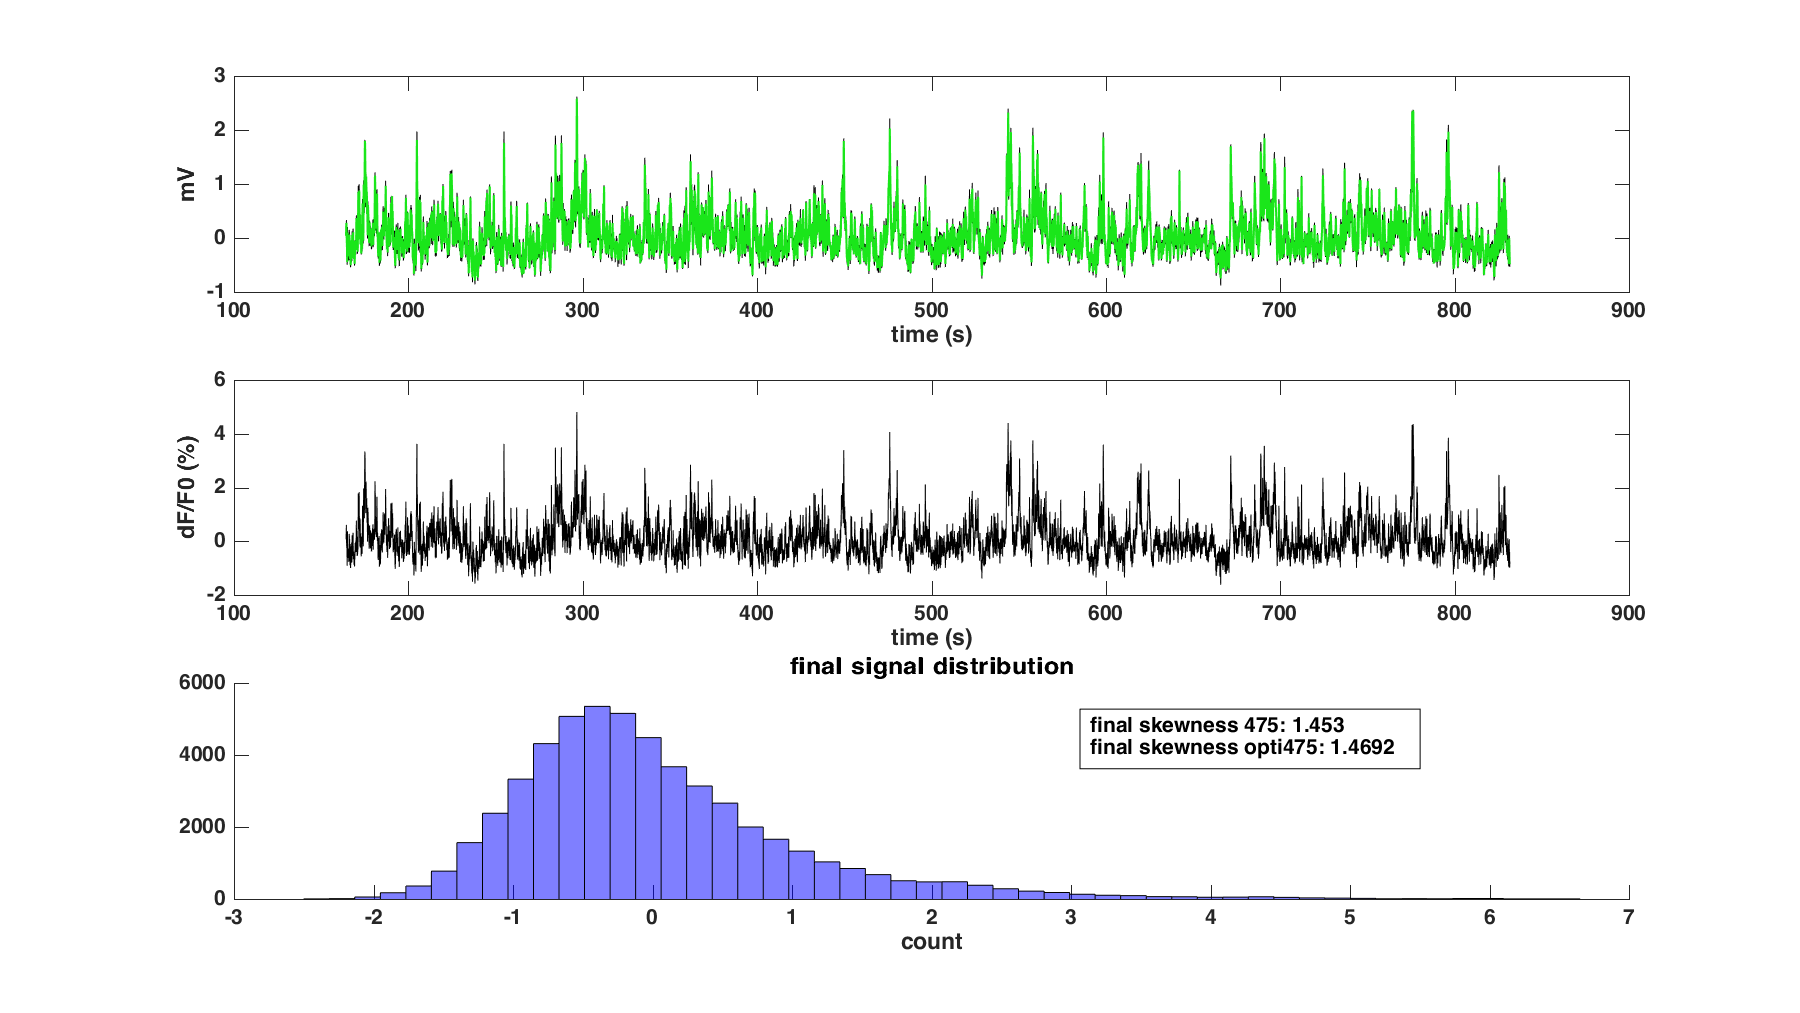 3
2
1
0
-1
mV
100 200 300 400 500 600 700 800 900
time (s)
6
4
2
0
-2
dF/F0 (%)
100 200 300 400 500 600 700 800 900
time (s)
final signal distribution
6000
4000
2000
0
final skewness 475: 1.453
final skewness opti475: 1.4692
-3 -2 -1 0 1 2 3 4 5 6 7
count